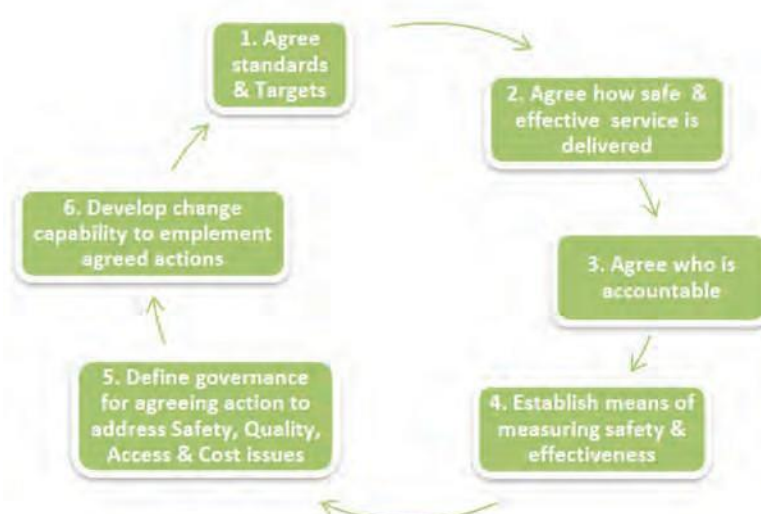 1. Agree
standards
& Targets
2. Agree how safe &
effective service is
delivered
3. Agree who is
accountable
4. Establish means of
measuring safety &
effectiveness
5. Define governance
for agreeing action to
address Safety, Quality,
Access & Cost issues
6. Develop change
capability to emplement
agreed actions